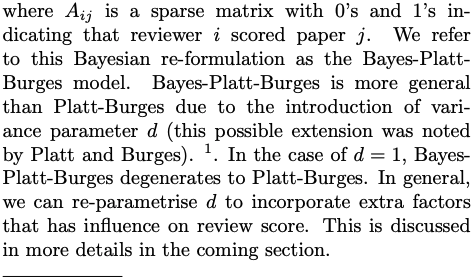 where A_{ij} is a sparse matrix with 0's and 1's in-
dicating that reviewer i scored paper j. We refer
to this Bayesian re-formulation as the Bayes-Platt-
Burges model. Bayes-Platt-Burges is more general
than Platt-Burges due to the introduction of vari-
ance parameter d (this possible extension was noted
by Platt and Burges). ¹. In the case of d = 1, Bayes-
Platt-Burges degenerates to Platt-Burges. In general,
we can re-parametrise d to incorporate extra factors
that has influence on review score. This is discussed
in more details in the coming section.